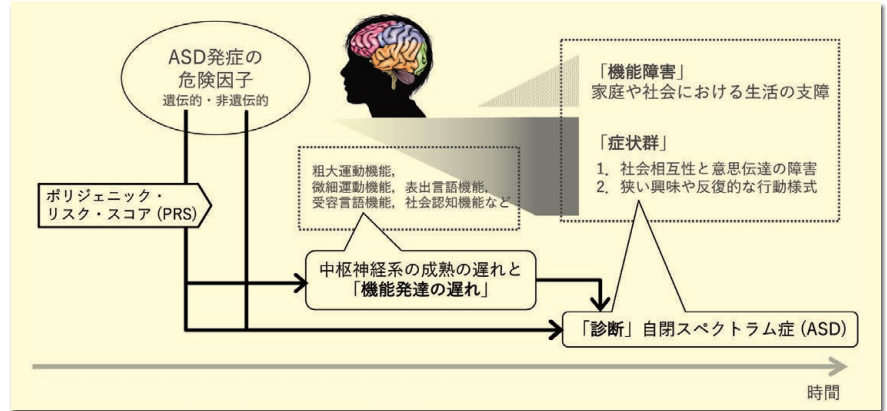 ASD発症の
危険因子
遺伝的・非遺伝的
「機能障害」
家庭や社会における生活の支障
「症状群」
1. 社会相互性と意思伝達の障害
2. 狭い興味や反復的な行動様式
粗大運動機能,
微細運動機能, 表出言語機能,
受容言語機能, 社会認知機能など
ポリジェニック・
リスク・スコア (PRS)
中枢神経系の成熟の遅れと
「機能発達の遅れ」
「診断」自閉スペクトラム症 (ASD)
時間